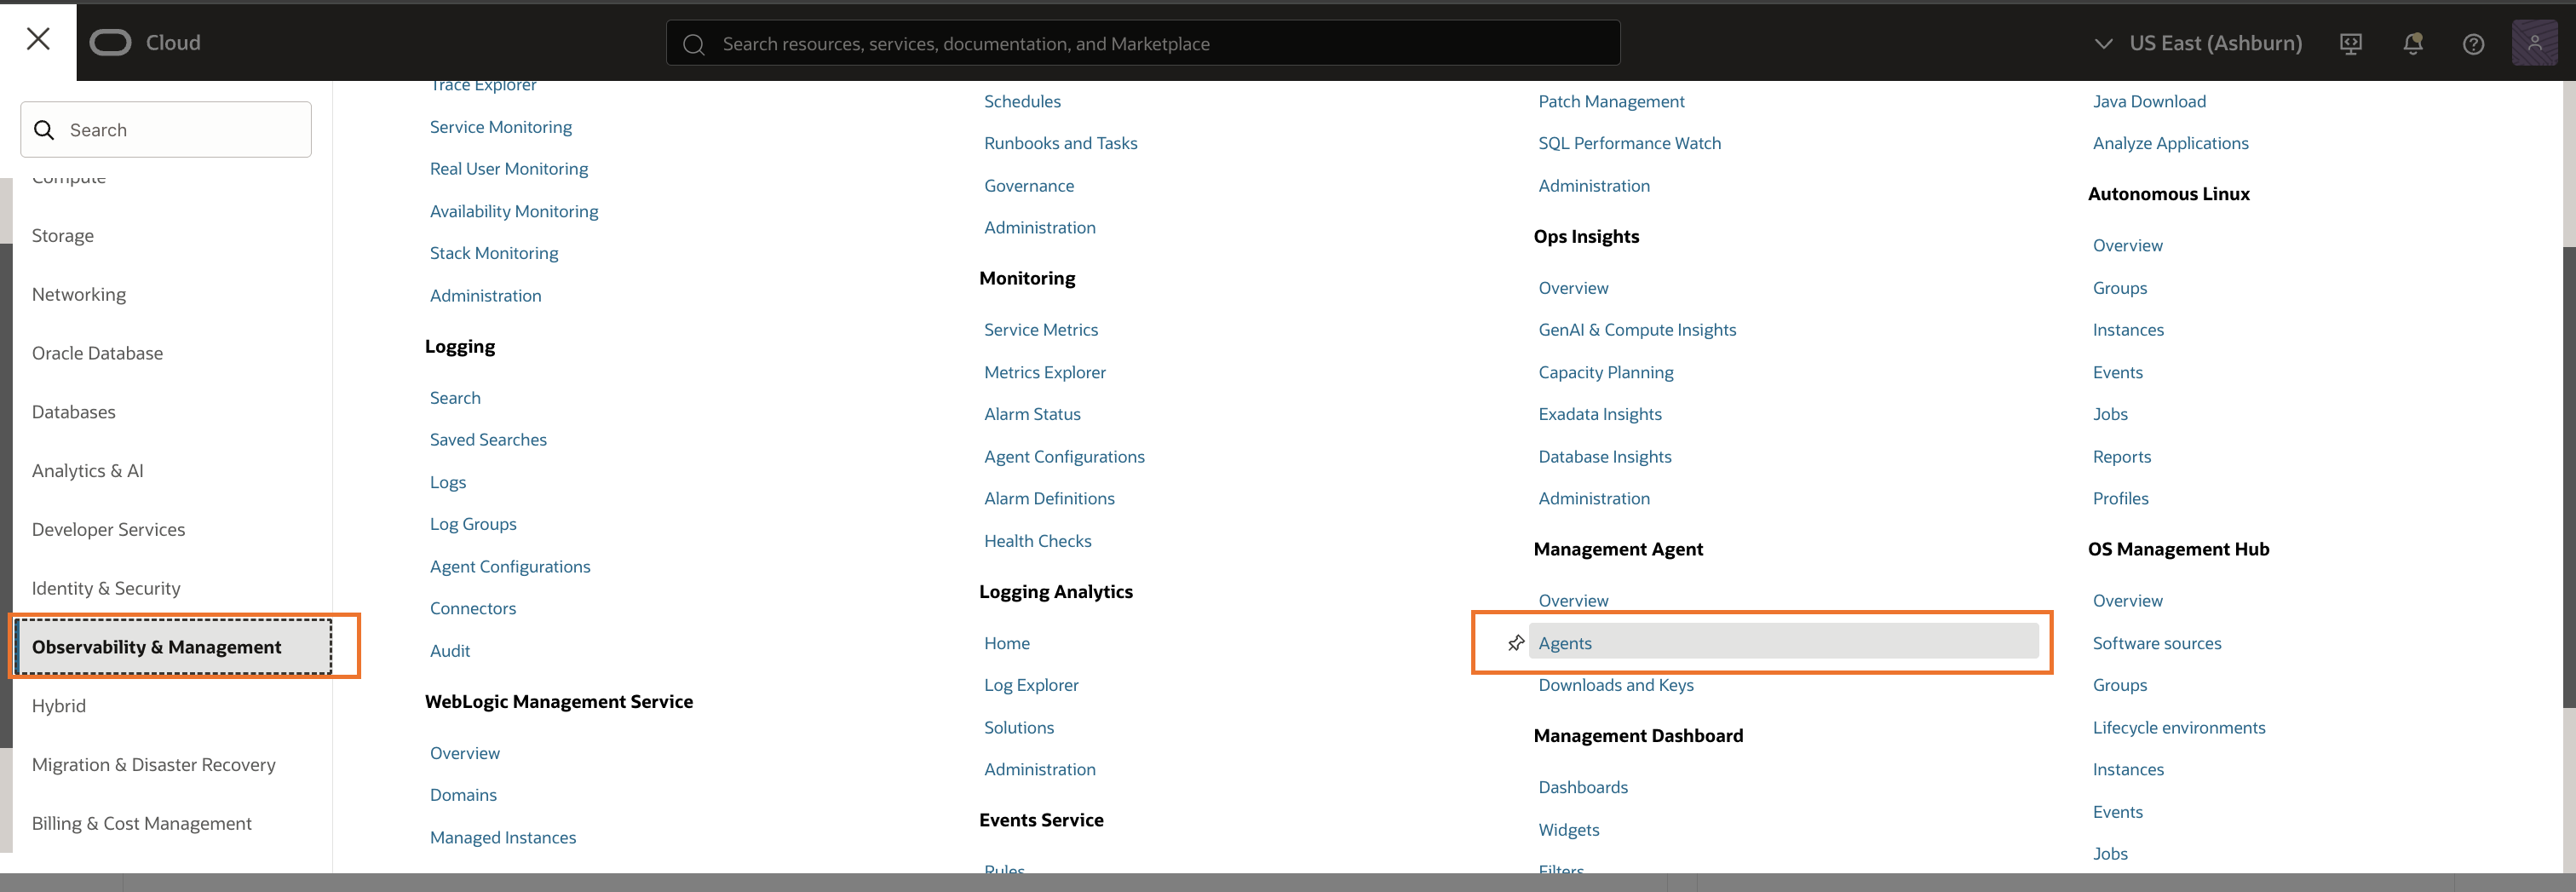 Cloud
Search resources, services, documentation, and Marketplace
US East (Ashburn)
Search
Compute
Storage
Networking
Oracle Database
Databases
Analytics & AI
Developer Services
Identity & Security
Observability & Management
Hybrid
Migration & Disaster Recovery
Billing & Cost Management
Trace Explorer
Service Monitoring
Real User Monitoring
Availability Monitoring
Stack Monitoring
Administration
Logging
Search
Saved Searches
Logs
Log Groups
Agent Configurations
Connectors
Audit
WebLogic Management Service
Overview
Domains
Managed Instances
Schedules
Runbooks and Tasks
Governance
Administration
Monitoring
Service Metrics
Metrics Explorer
Alarm Status
Agent Configurations
Alarm Definitions
Health Checks
Logging Analytics
Home
Log Explorer
Solutions
Administration
Events Service
Rules
Patch Management
SQL Performance Watch
Administration
Ops Insights
Overview
GenAI & Compute Insights
Capacity Planning
Exadata Insights
Database Insights
Administration
Management Agent
Overview
Agents
Downloads and Keys
Management Dashboard
Dashboards
Widgets
Filters
Java Download
Analyze Applications
Autonomous Linux
Overview
Groups
Instances
Events
Jobs
Reports
Profiles
OS Management Hub
Overview
Software sources
Groups
Lifecycle environments
Instances
Events
Jobs